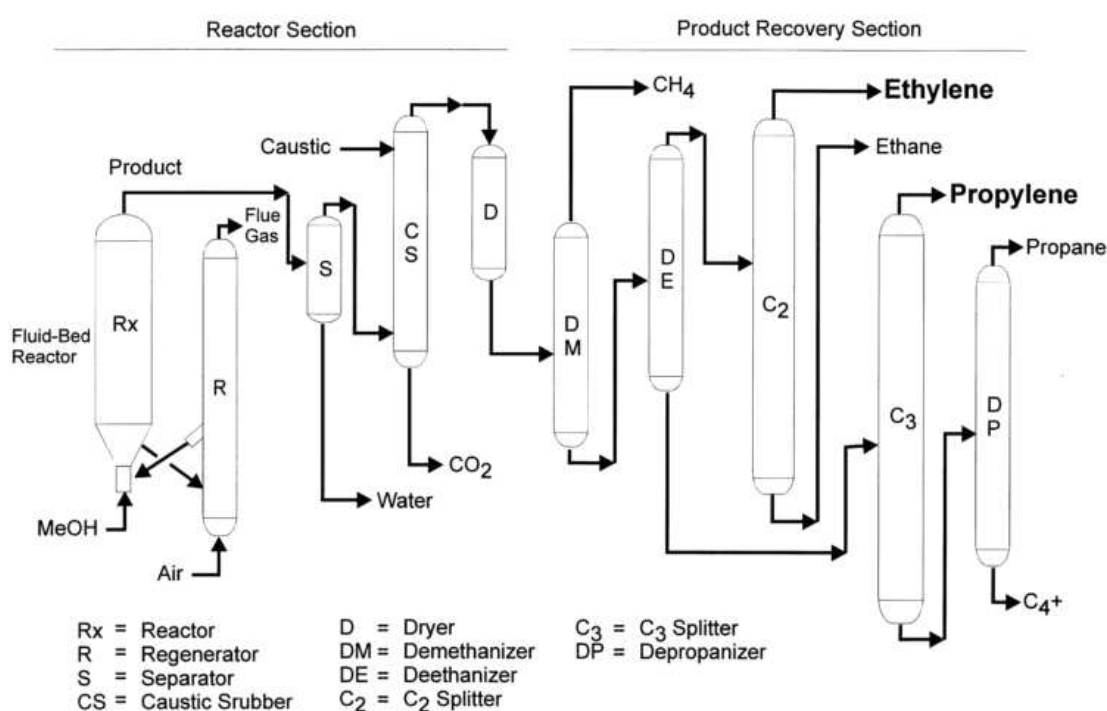 Reactor Section
Product Recovery Section
CH4
Ethylene
Caustic
Ethane
Product
Propylene
Flue
Gas
D
C
S
S
D
E
Propane
Rx
C2
Fluid-Bed
Reactor
D
M
R
C3
D
P
CO2
Water
MeOH
Air
C4+
Rx = Reactor
R = Regenerator
S = Separator
CS = Caustic Srubber
D = Dryer
DM = Demethanizer
DE = Deethanizer
C2 = C2 Splitter
C3 = C3 Splitter
DP = Depropanizer